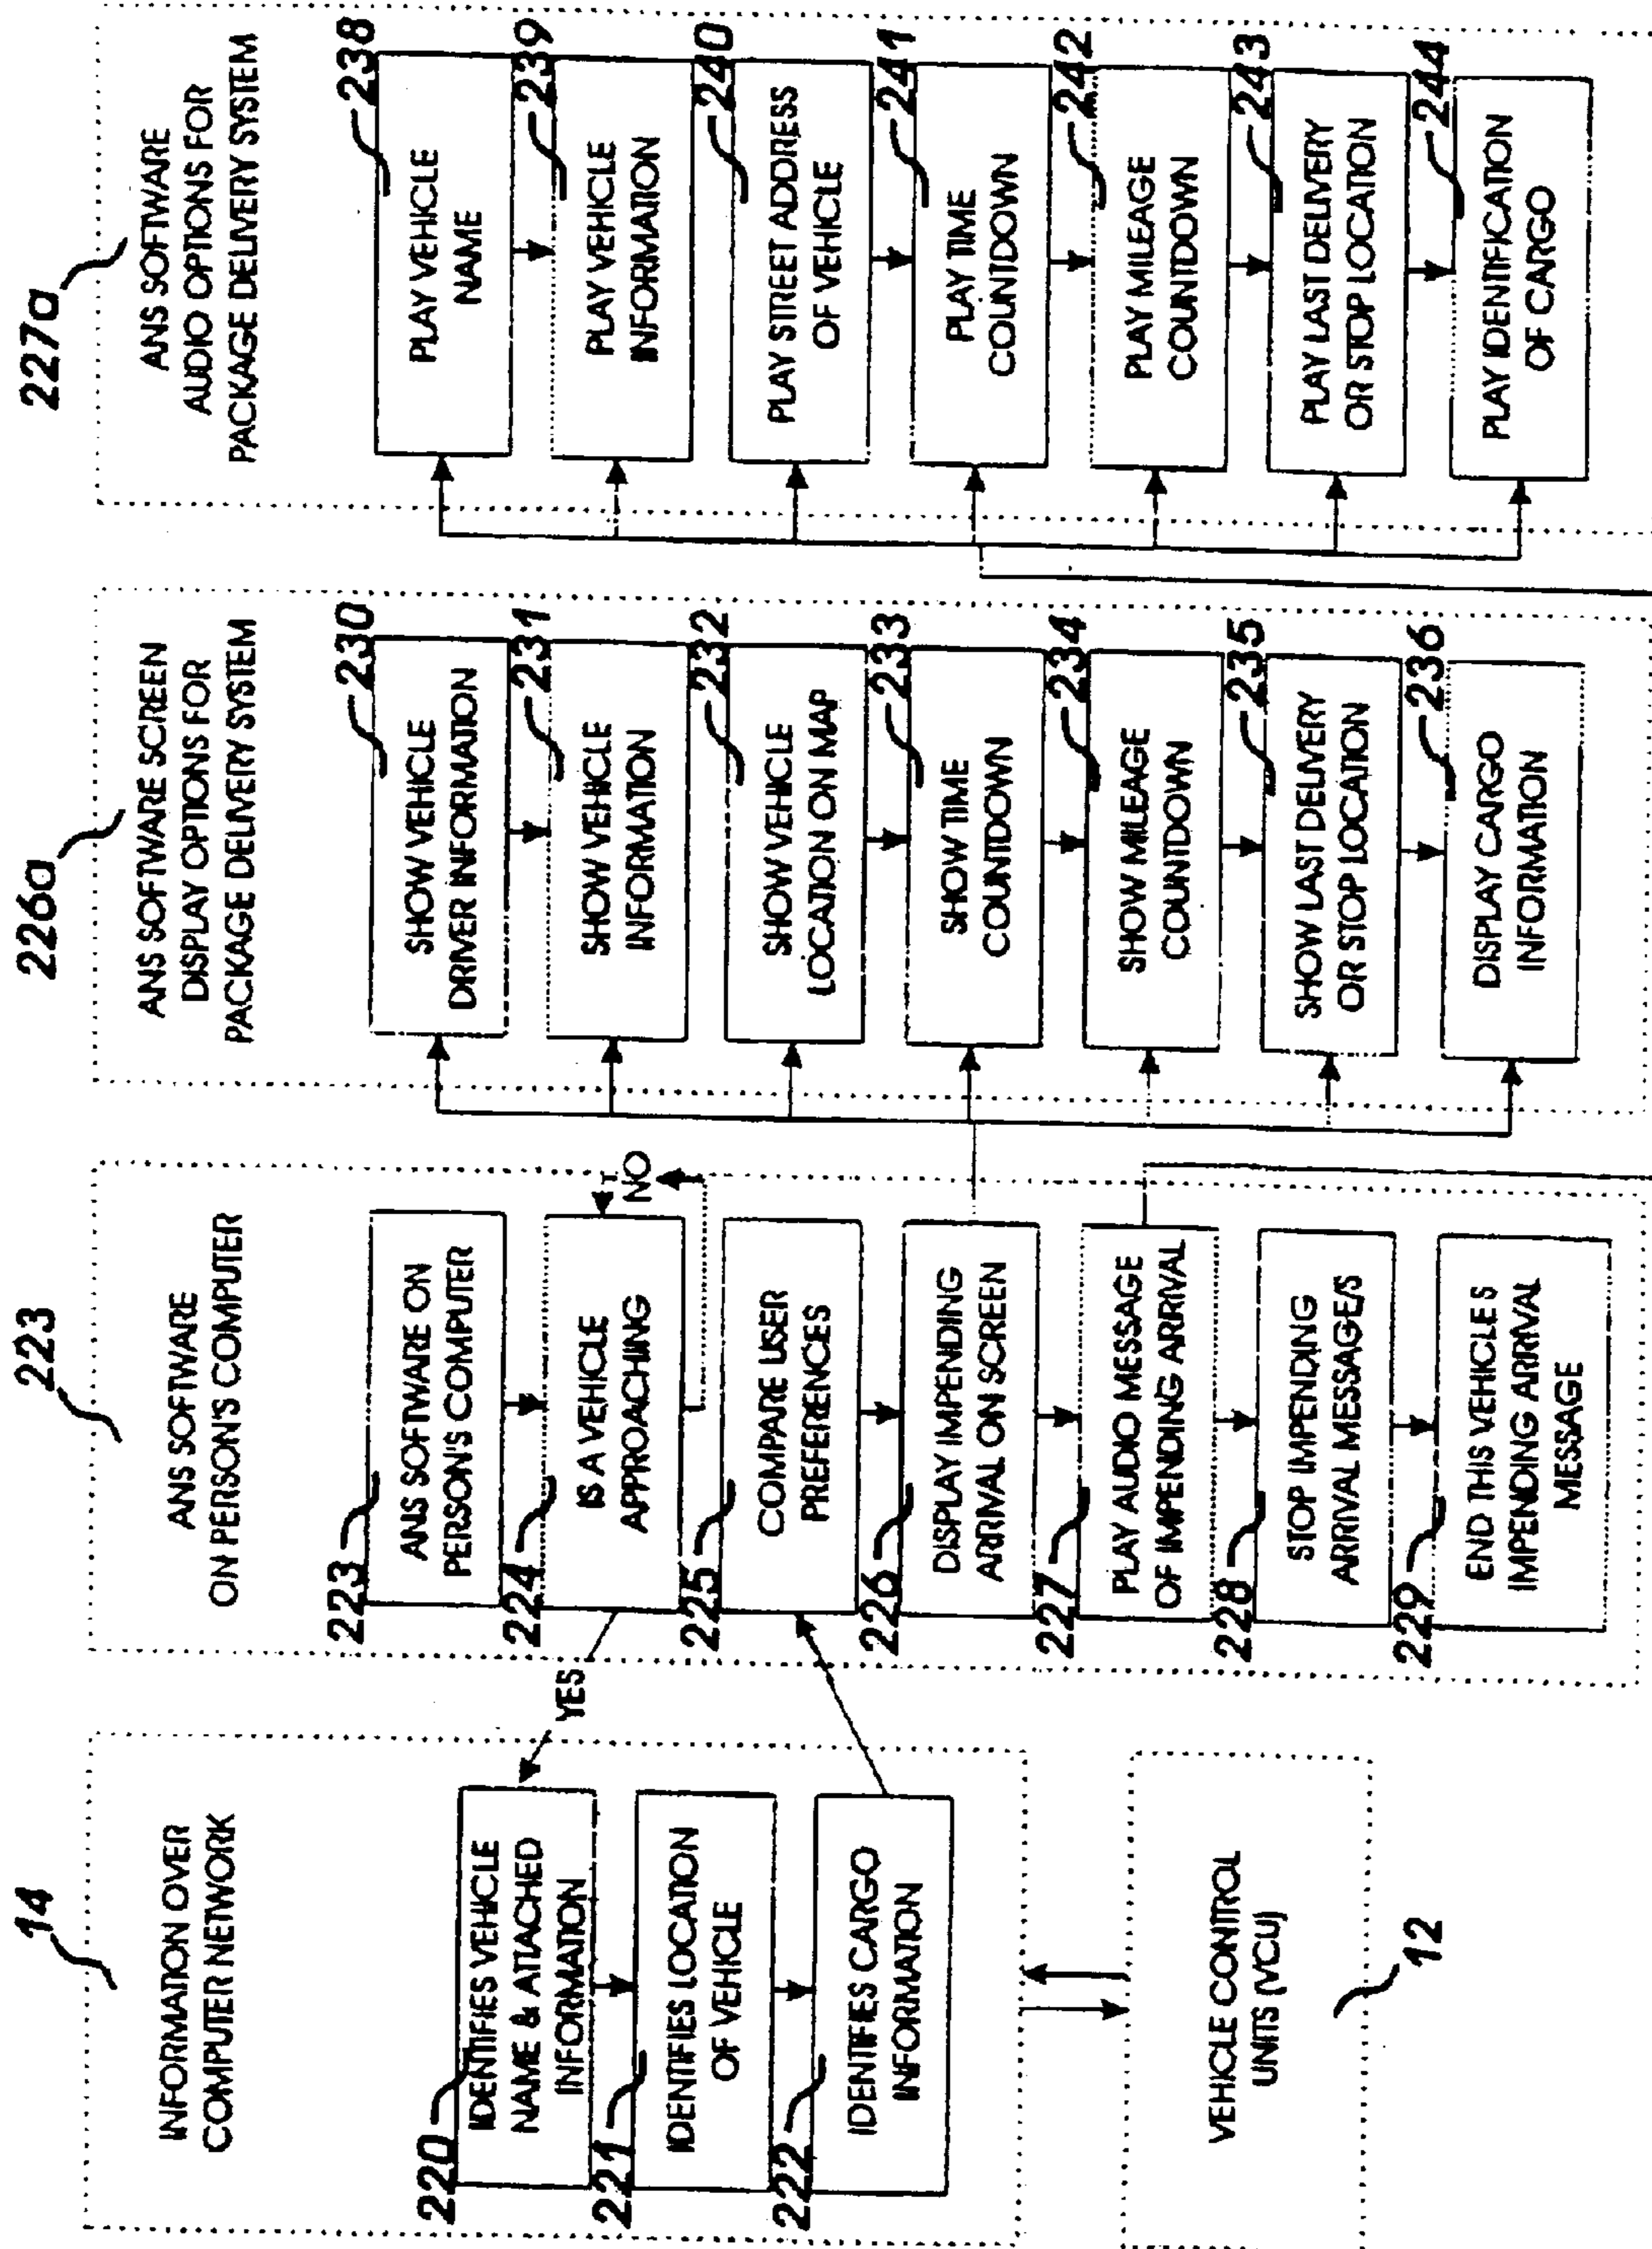 14
INFORMATION OVER
COMPUTER NETWORK
220
IDENTIFIES VEHICLE
NAME & ATTACHED
INFORMATION
221
IDENTIFIES LOCATION
OF VEHICLE
222
IDENTIFIES CARGO
INFORMATION
VEHICLE CONTROL
UNITS (VCU)
12
YES
223
ANS SOFTWARE
ON PERSON'S COMPUTER
223
ANS SOFTWARE ON
PERSON'S COMPUTER
224
IS A VEHICLE
APPROACHING
NO
225
COMPARE USER
PREFERENCES
226
DISPLAY IMPENDING
ARRIVAL ON SCREEN
227
PLAY AUDIO MESSAGE
OF IMPENDING ARRIVAL
228
STOP IMPENDING
ARRIVAL MESSAGE/S
229
END THIS VEHICLE S
IMPENDING ARRIVAL
MESSAGE
226a
ANS SOFTWARE SCREEN
DISPLAY OPTIONS FOR
PACKAGE DELIVERY SYSTEM
230
SHOW VEHICLE
DRIVER INFORMATION
231
SHOW VEHICLE
INFORMATION
232
SHOW VEHICLE
LOCATION ON MAP
233
SHOW TIME
COUNTDOWN
234
SHOW MILEAGE
COUNTDOWN
235
SHOW LAST DELIVERY
OR STOP LOCATION
236
DISPLAY CARGO
INFORMATION
227a
ANS SOFTWARE
AUDIO OPTIONS FOR
PACKAGE DELIVERY SYSTEM
238
PLAY VEHICLE
NAME
239
PLAY VEHICLE
INFORMATION
240
PLAY STREET ADDRESS
OF VEHICLE
241
PLAY TIME
COUNTDOWN
242
PLAY MILEAGE
COUNTDOWN
243
PLAY LAST DELIVERY
OR STOP LOCATION
244
PLAY IDENTIFICATION
OF CARGO